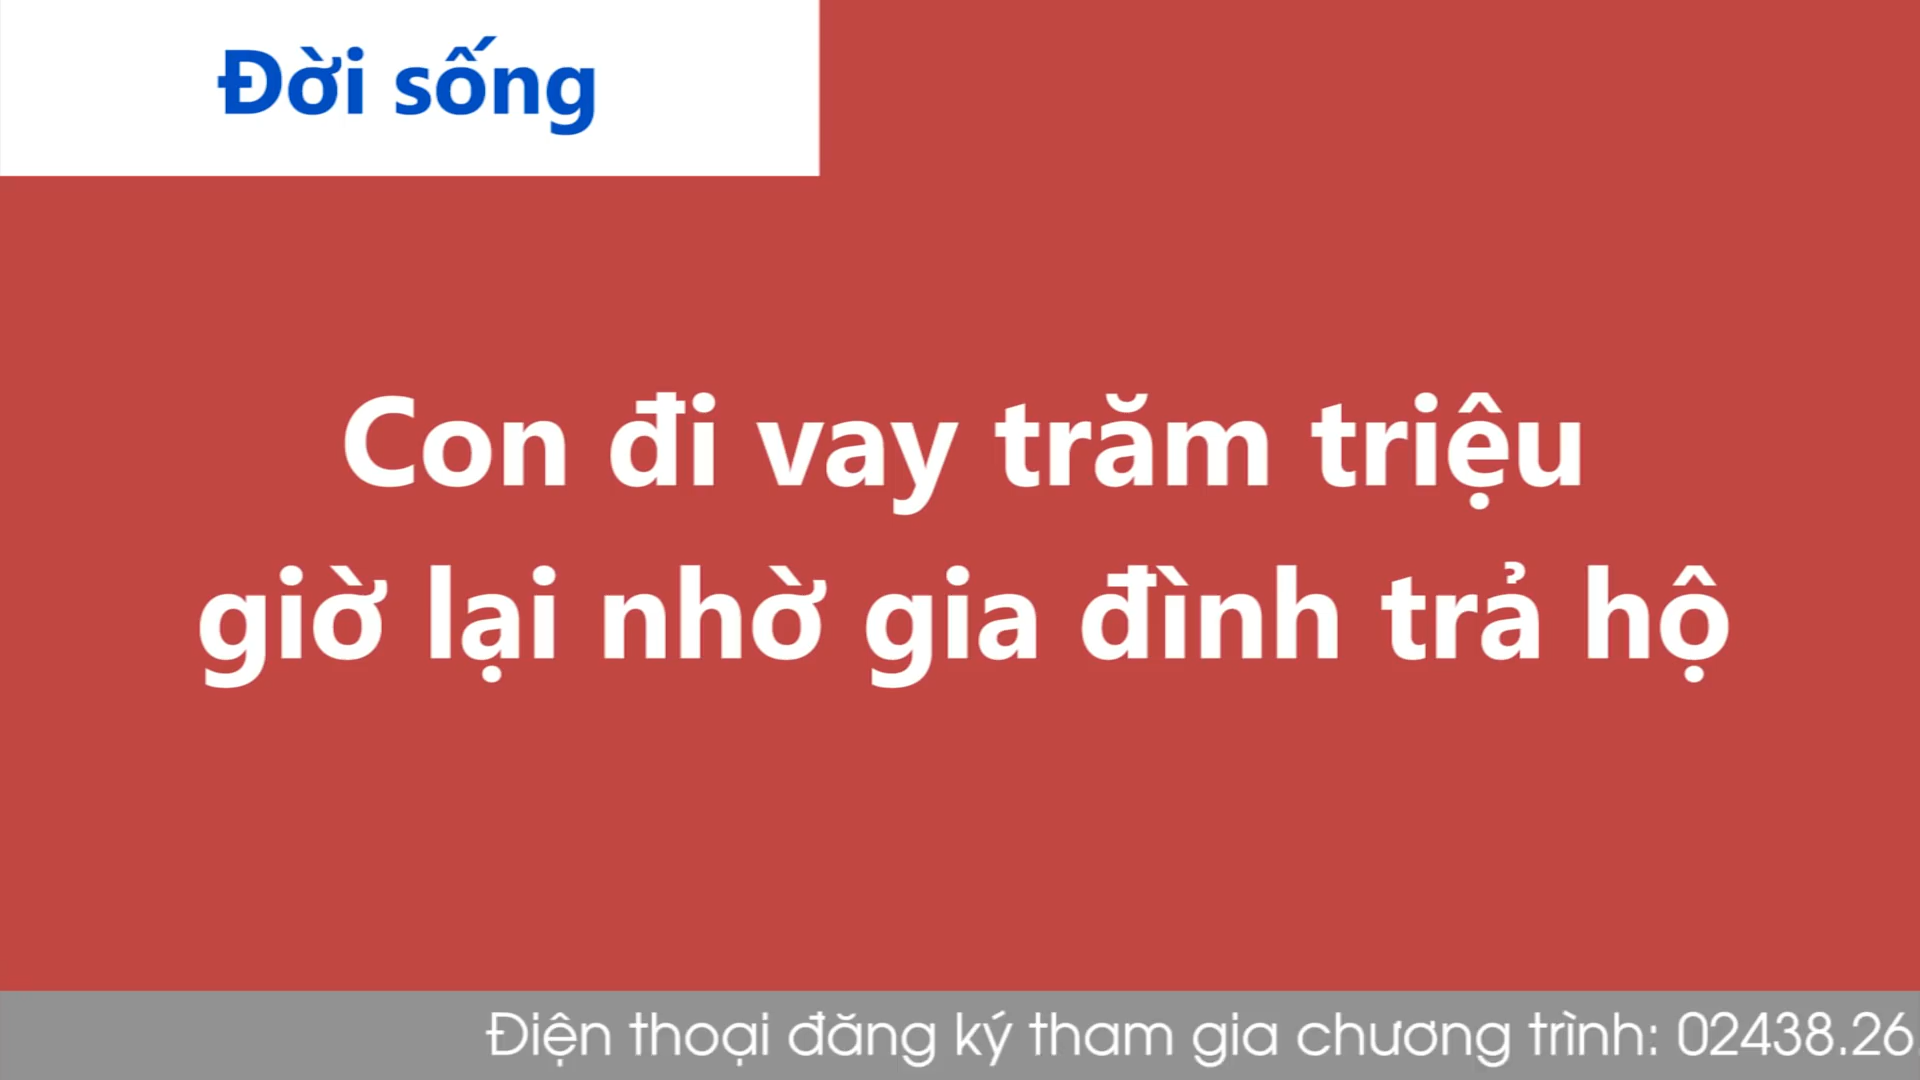 Đời sống
Con đi vay trăm triệu
giờ lại nhờ gia đình trả hộ
Điện thoại đăng ký tham gia chương trình: 02438.26